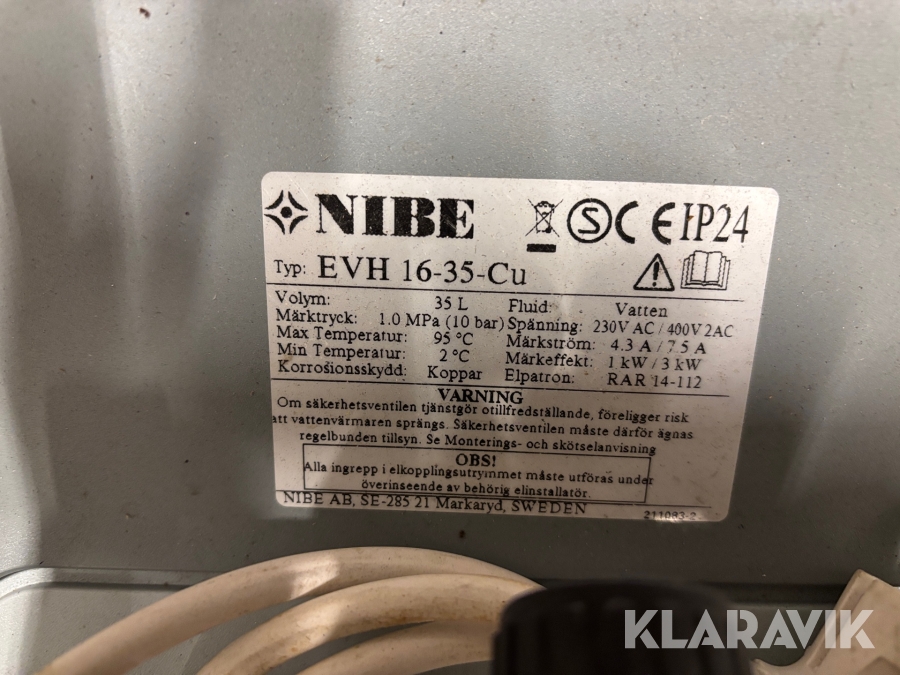 NIBE
S CE IP24
Typ: EVH 16-35-Cu
Volym: 35 L Fluid: Vatten
Märktryck: 1.0 MPa (10 bar) Spänning: 230V AC / 400V 2AC
Max Temperatur: 95 °C Märkström: 4.3 A / 7.5 A
Min Temperatur: 2 °C Märkeffekt: 1 kW / 3 kW
Korrosionsskydd: Koppar Elpatron: RAR 14-112
VARNING
Om säkerhetsventilen tjänstgör otillfredställande, föreligger risk
att vattenvärmaren sprängs. Säkerhetsventilen måste därför ägnas
regelbunden tillsyn. Se Monterings- och skötselanvisning
OBS!
Alla ingrepp i elkopplingsutrymmet måste utföras under
överinseende av behörig elinstallatör.
NIBE AB, SE-285 21 Markaryd, SWEDEN
211083-2
KLARAVIK